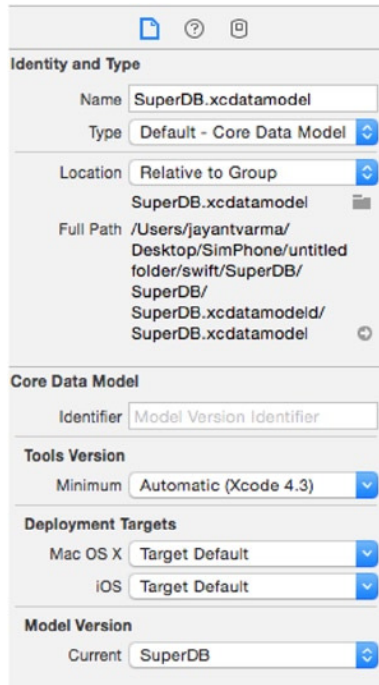 Identity and Type
Name SuperDB.xcdatamodel
Type Default - Core Data Model
Location Relative to Group
SuperDB.xcdatamodel
Full Path /Users/jayantvarma/
Desktop/SimPhone/untitled
folder/swift/SuperDB/
SuperDB/
SuperDB.xcdatamodeld/
SuperDB.xcdatamodel
Core Data Model
Identifier Model Version Identifier
Tools Version
Minimum Automatic (Xcode 4.3)
Deployment Targets
Mac OS X Target Default
iOS Target Default
Model Version
Current SuperDB